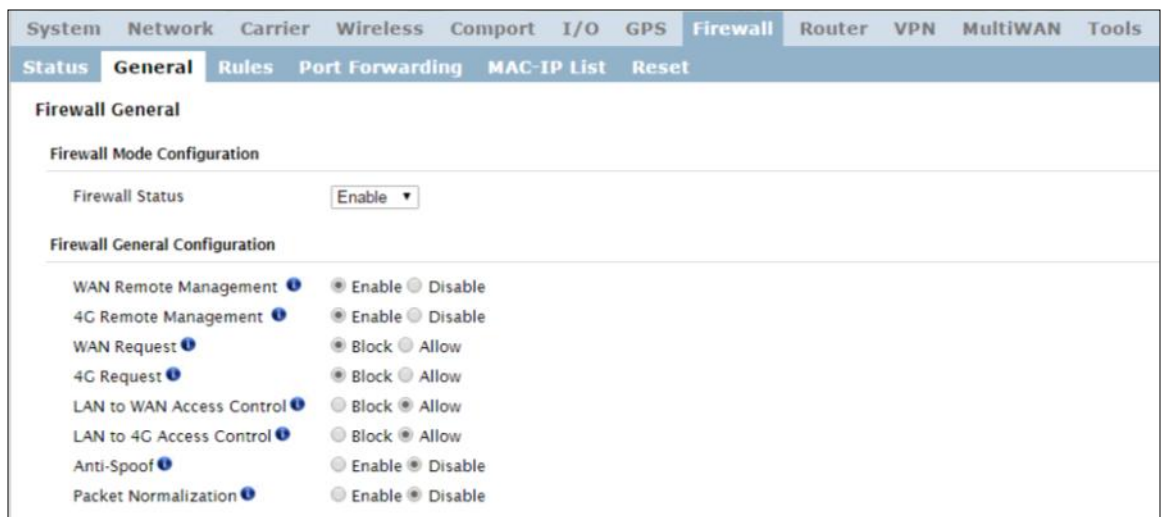 System Network Carrier Wireless Comport I/O GPS Firewall Router VPN MultiWAN Tools
Status General Rules Port Forwarding MAC-IP List Reset
Firewall General
Firewall Mode Configuration
Firewall Status Enable
Firewall General Configuration
WAN Remote Management Enable Disable
4G Remote Management Enable Disable
WAN Request Block Allow
4G Request Block Allow
LAN to WAN Access Control Block Allow
LAN to 4G Access Control Block Allow
Anti-Spoof Enable Disable
Packet Normalization Enable Disable